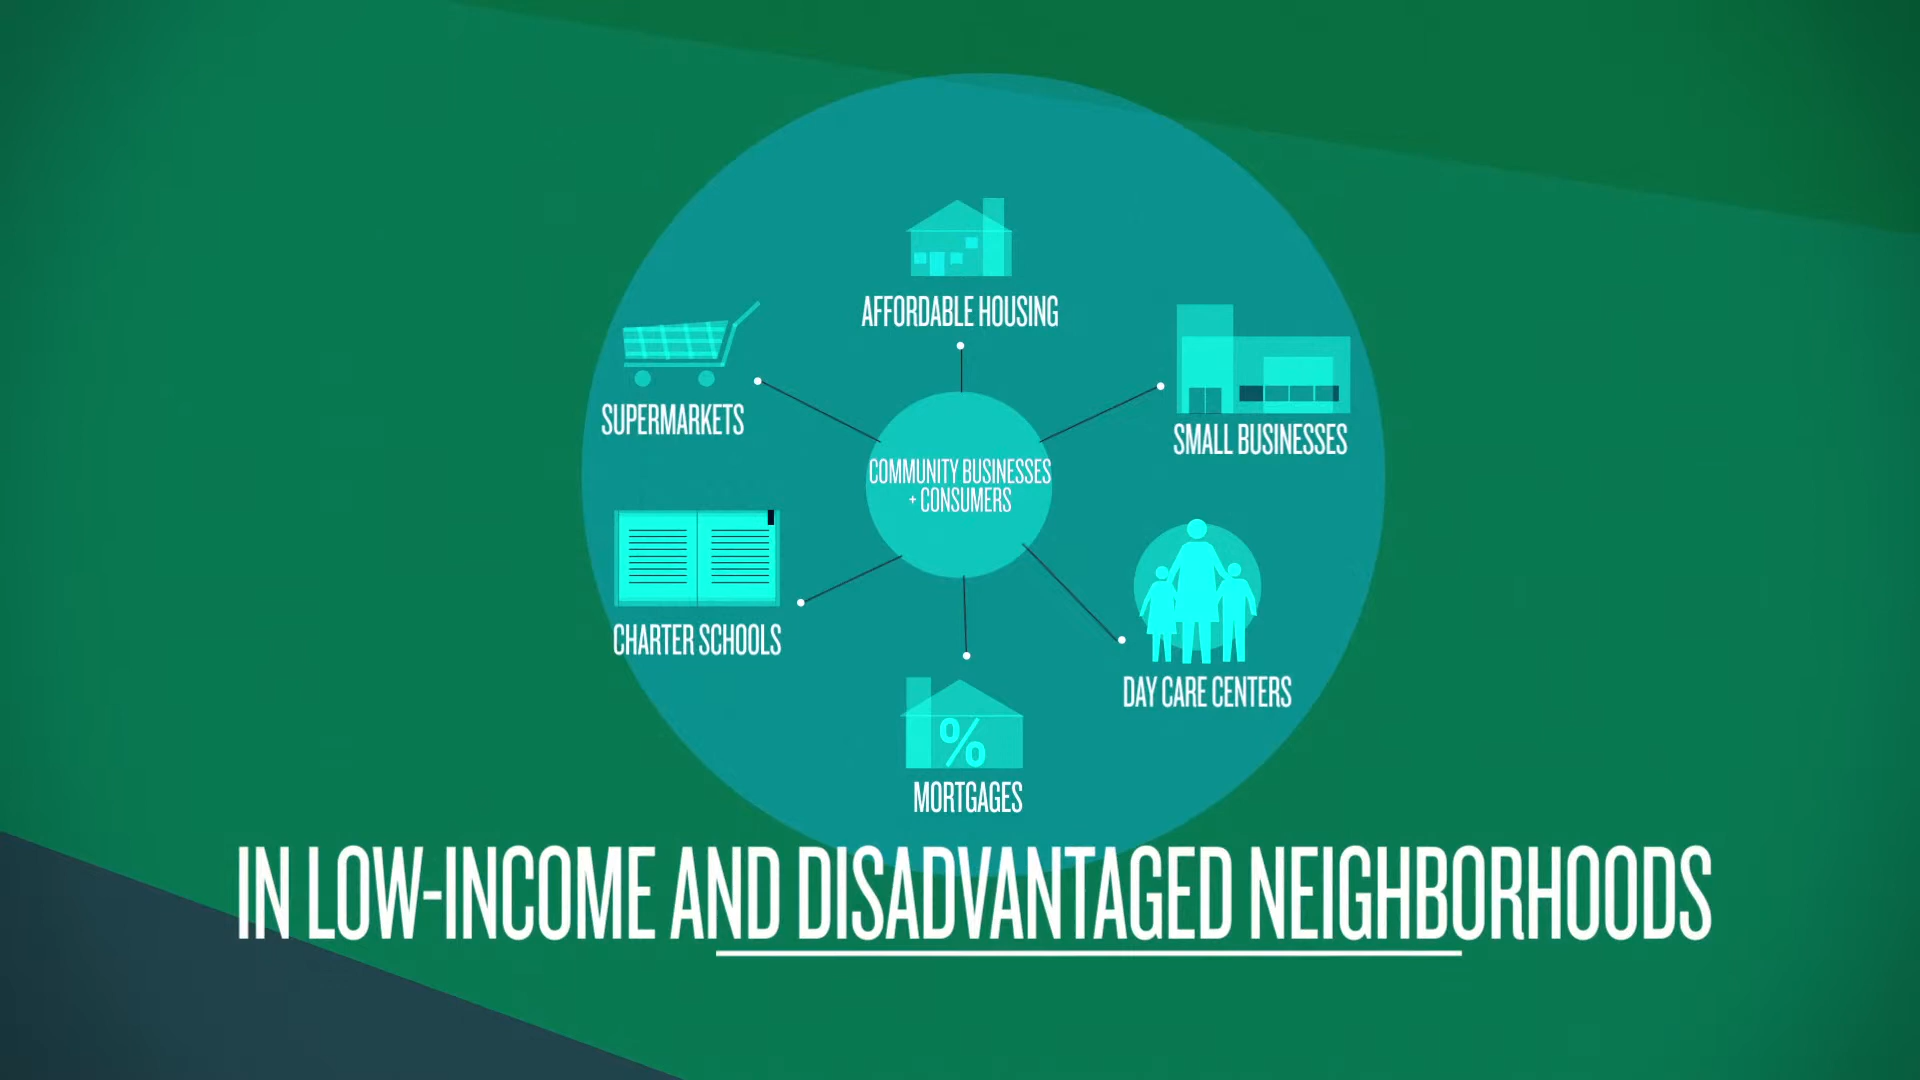 AFFORDABLE HOUSING
SUPERMARKETS
SMALL BUSINESSES
COMMUNITY BUSINESSES
+ CONSUMERS
CHARTER SCHOOLS
DAY CARE CENTERS
%
MORTGAGES
IN LOW-INCOME AND DISADVANTAGED NEIGHBORHOODS